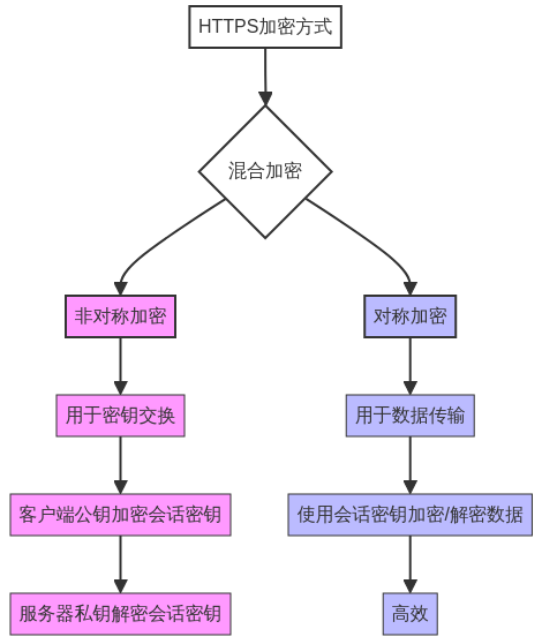 HTTPS加密方式
混合加密
非对称加密
对称加密
用于密钥交换
用于数据传输
客户端公钥加密会话密钥
使用会话密钥加密/解密数据
服务器私钥解密会话密钥
高效